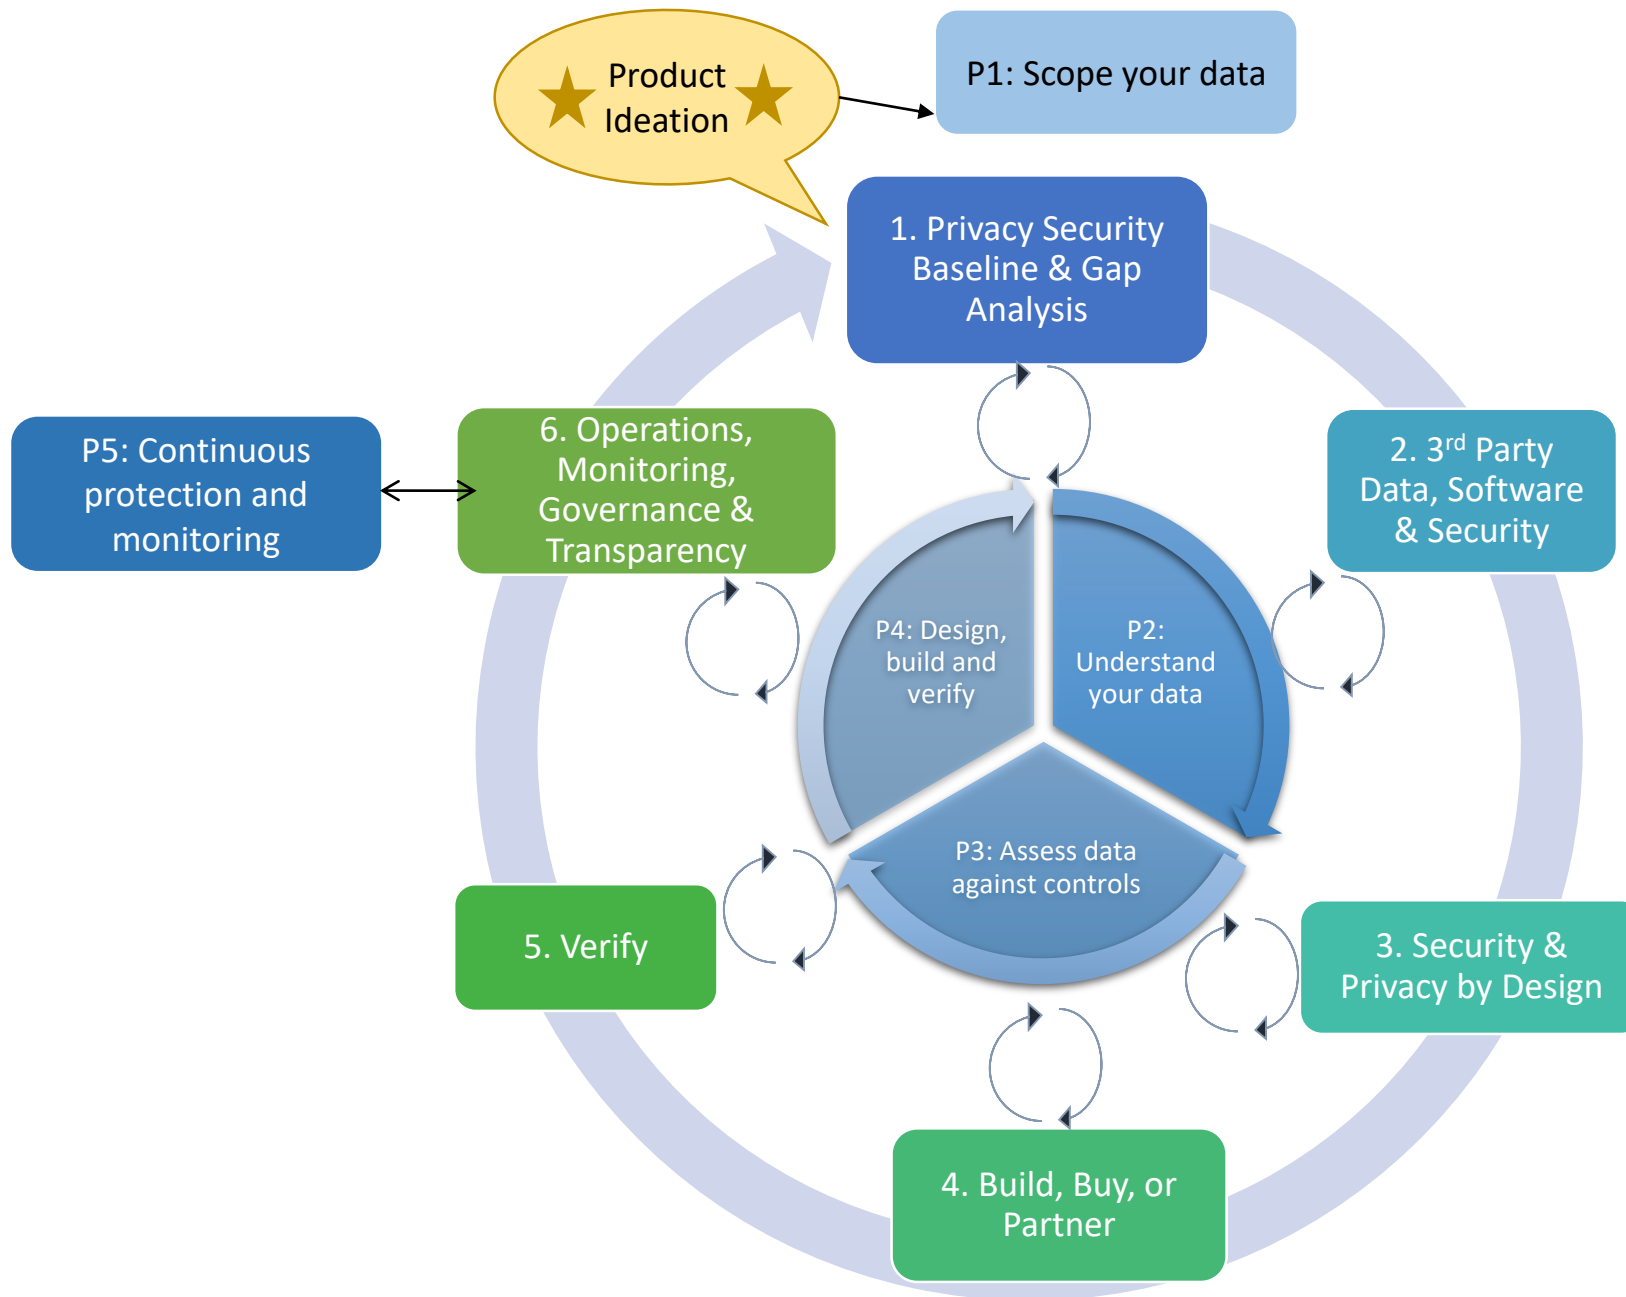 Product
Ideation
P1: Scope your data
1. Privacy Security
Baseline & Gap
Analysis
P5: Continuous
protection and
monitoring
6. Operations,
Monitoring,
Governance &
Transparency
2. 3rd Party
Data, Software
& Security
P4: Design,
build and
verify
P2:
Understand
your data
P3: Assess data
against controls
5. Verify
3. Security &
Privacy by Design
4. Build, Buy, or
Partner